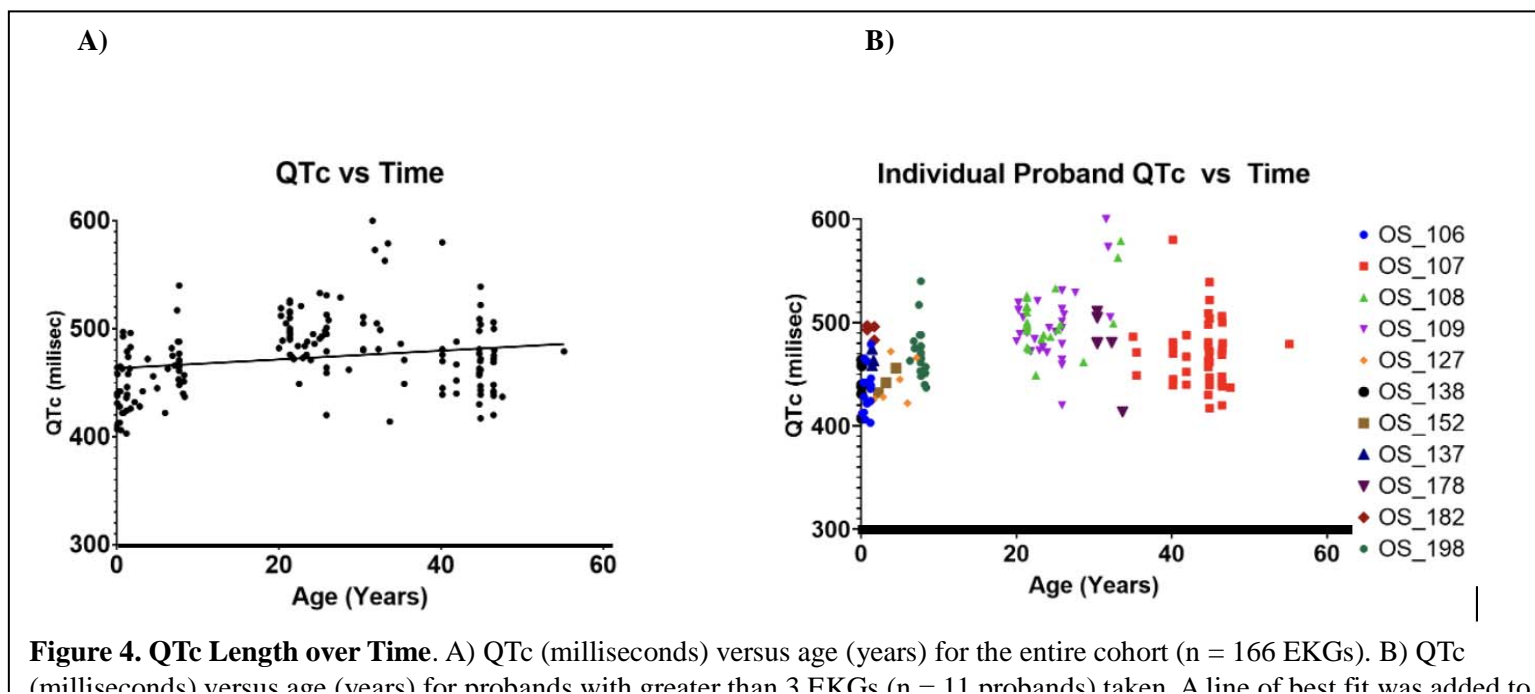 A)
B)
QTc vs Time
600
500
400
300
QTc (milisec)
0
20
40
60
Age (Years)
Individual Proband QTc vs Time
600
500
400
300
QTc (milisec)
0
20
40
60
Age (Years)
OS_106
OS_107
OS_108
OS_109
OS_127
OS_138
OS_152
OS_137
OS_178
OS_182
OS_198
Figure 4. QTc Length over Time. A) QTc (milliseconds) versus age (years) for the entire cohort (n = 166 EKGs). B) QTc
(milliseconds) versus age (years) for probands with greater than 3 EKGs (n = 11 probands) taken. A line of best fit was added to